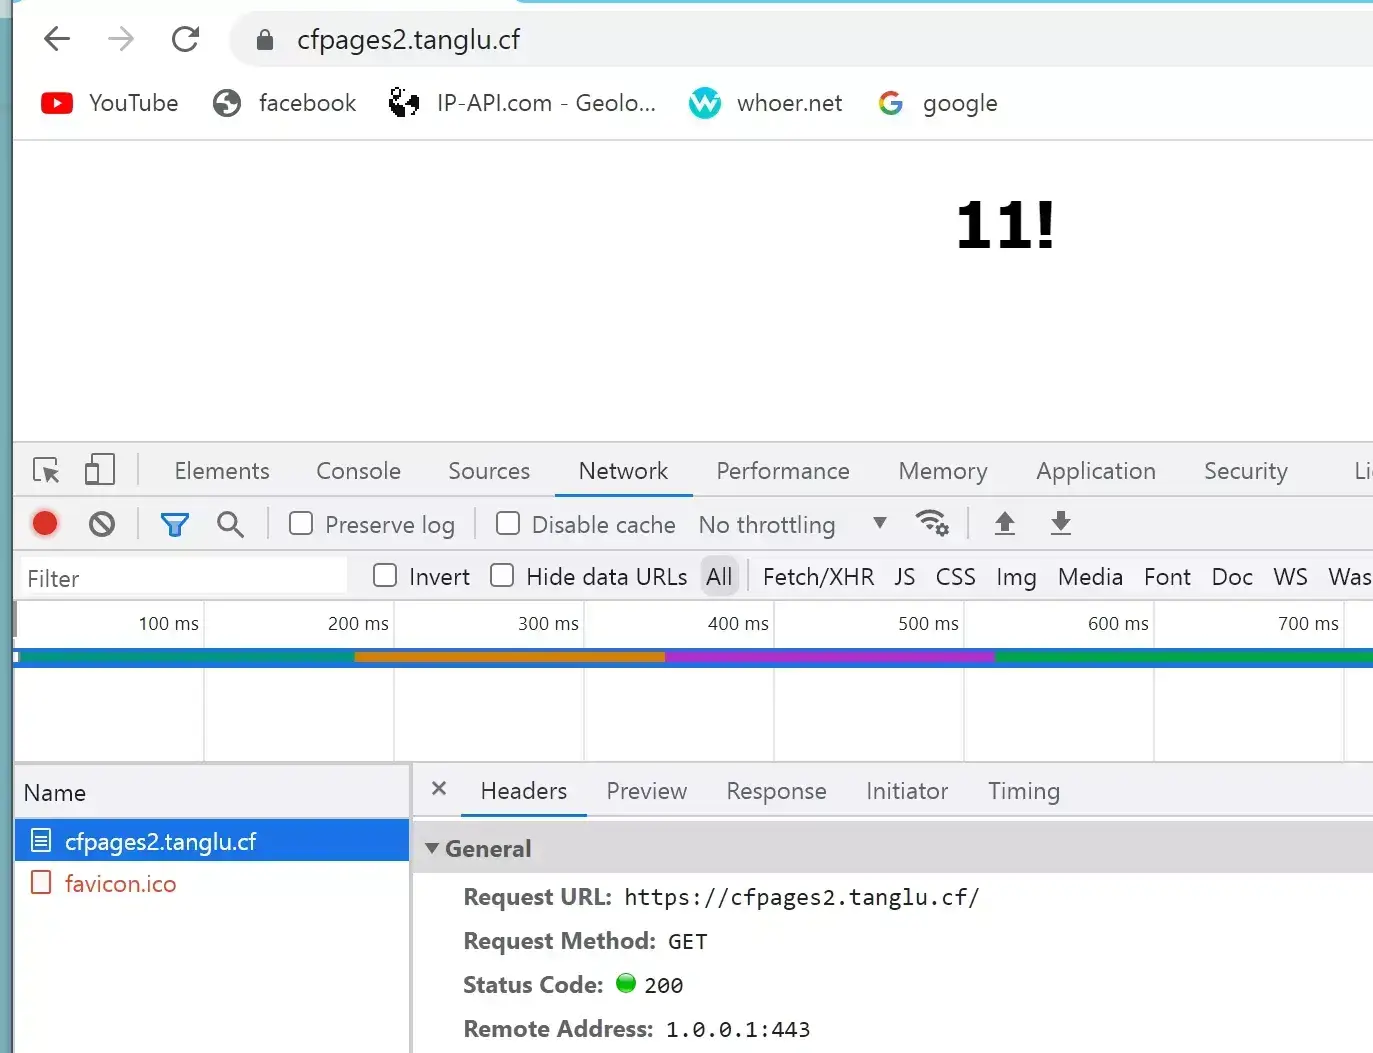 cfpages2.tanglu.cf
YouTube facebook IP-API.com - Geolo... whoer.net google
11!
Elements Console Sources Network Performance Memory Application Security Li
Preserve log Disable cache No throttling
Filter Invert Hide data URLs All Fetch/XHR JS CSS Img Media Font Doc WS Was
100 ms 200 ms 300 ms 400 ms 500 ms 600 ms 700 ms
Name Headers Preview Response Initiator Timing
cfpages2.tanglu.cf
favicon.ico
General
Request URL: https://cfpages2.tanglu.cf/
Request Method: GET
Status Code: 200
Remote Address: 1.0.0.1:443